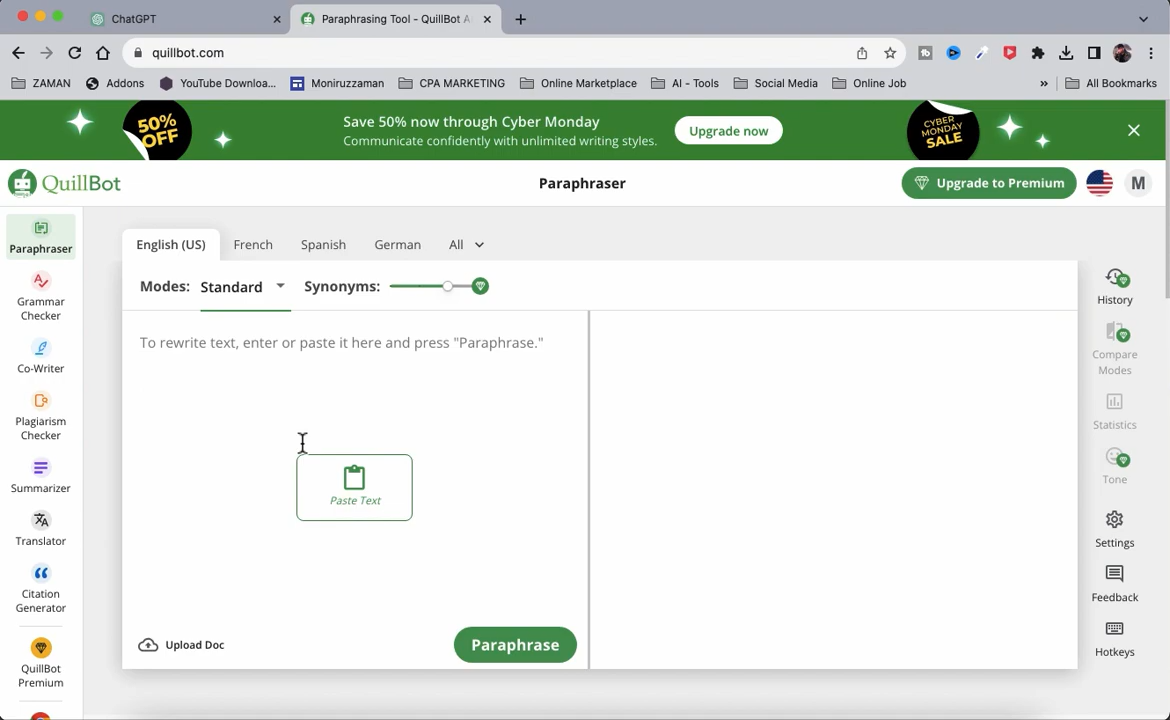 ChatGPT
Paraphrasing Tool - QuillBot A
quillbot.com
ZAMAN
Addons
YouTube Downloa...
Moniruzzaman
CPA MARKETING
Online Marketplace
AI - Tools
Social Media
Online Job
»
All Bookmarks
50% OFF
Save 50% now through Cyber Monday
Communicate confidently with unlimited writing styles.
Upgrade now
CYBER MONDAY SALE
QuillBot
Paraphraser
Upgrade to Premium
M
Paraphraser
Grammar
Checker
Co-Writer
Plagiarism
Checker
Summarizer
Translator
Citation
Generator
QuillBot
Premium
English (US)
French
Spanish
German
All
Modes: Standard
Synonyms:
To rewrite text, enter or paste it here and press "Paraphrase."
Paste Text
Upload Doc
Paraphrase
History
Compare
Modes
Statistics
Tone
Settings
Feedback
Hotkeys